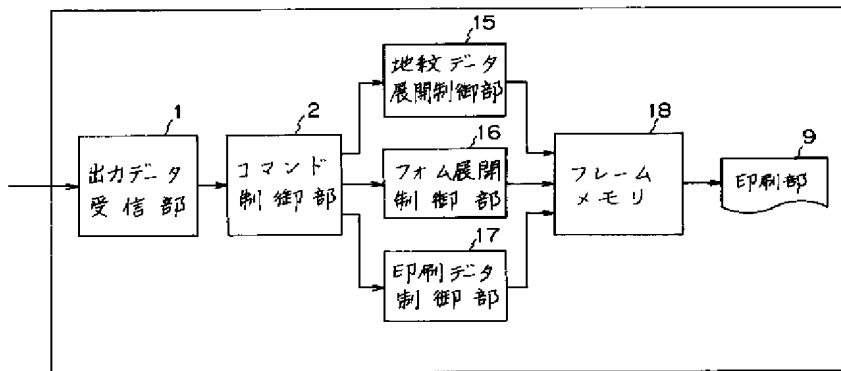 15
地紋データ
展開制御部
1
出力データ
受信部
2
コマンド
制御部
16
フォム展開
制御部
18
フレーム
メモリ
9
印刷部
17
印刷データ
制御部